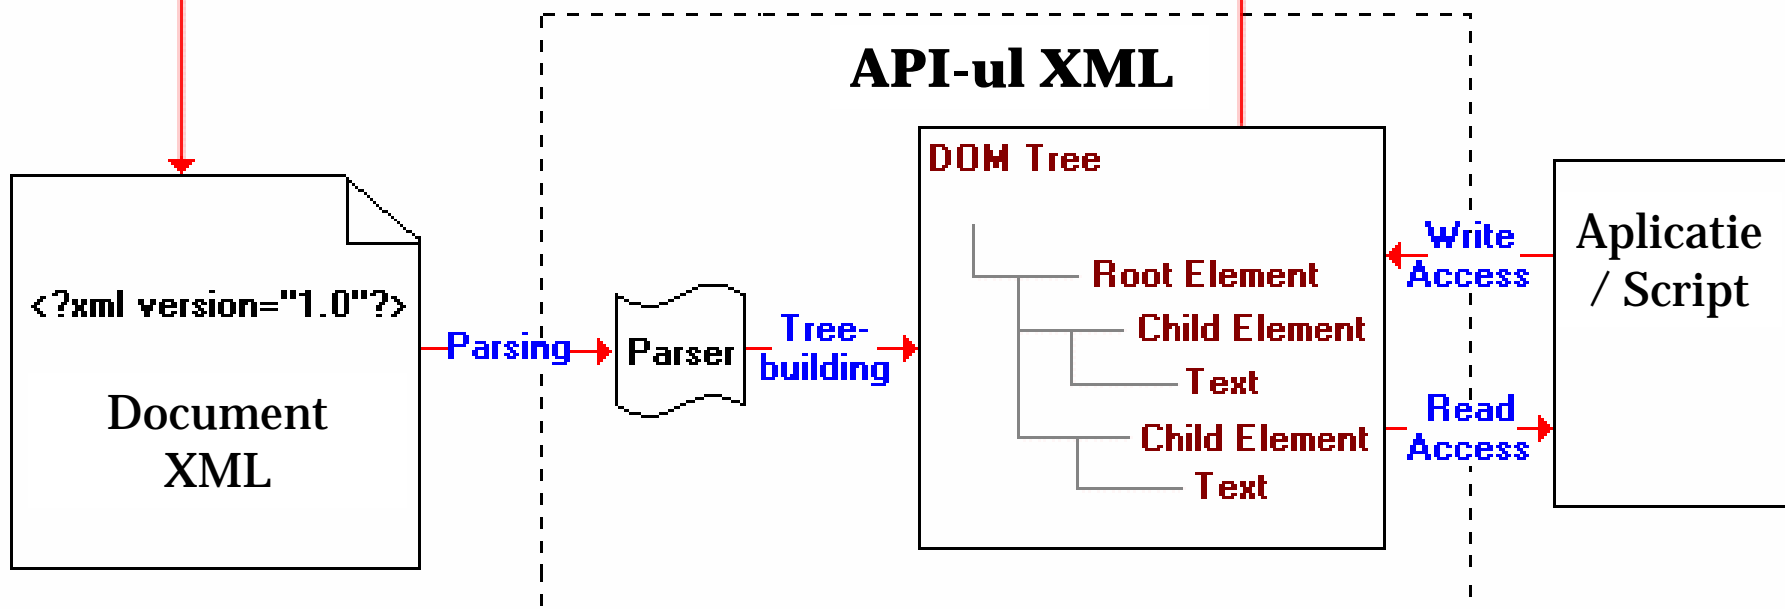 API-ul XML
<?xml version="1.0"?>
Document
XML
Parsing
Parser
Tree-
building
DOM Tree
Root Element
Child Element
Text
Child Element
Text
Write
Access
Read
Access
Aplicatie
/ Script